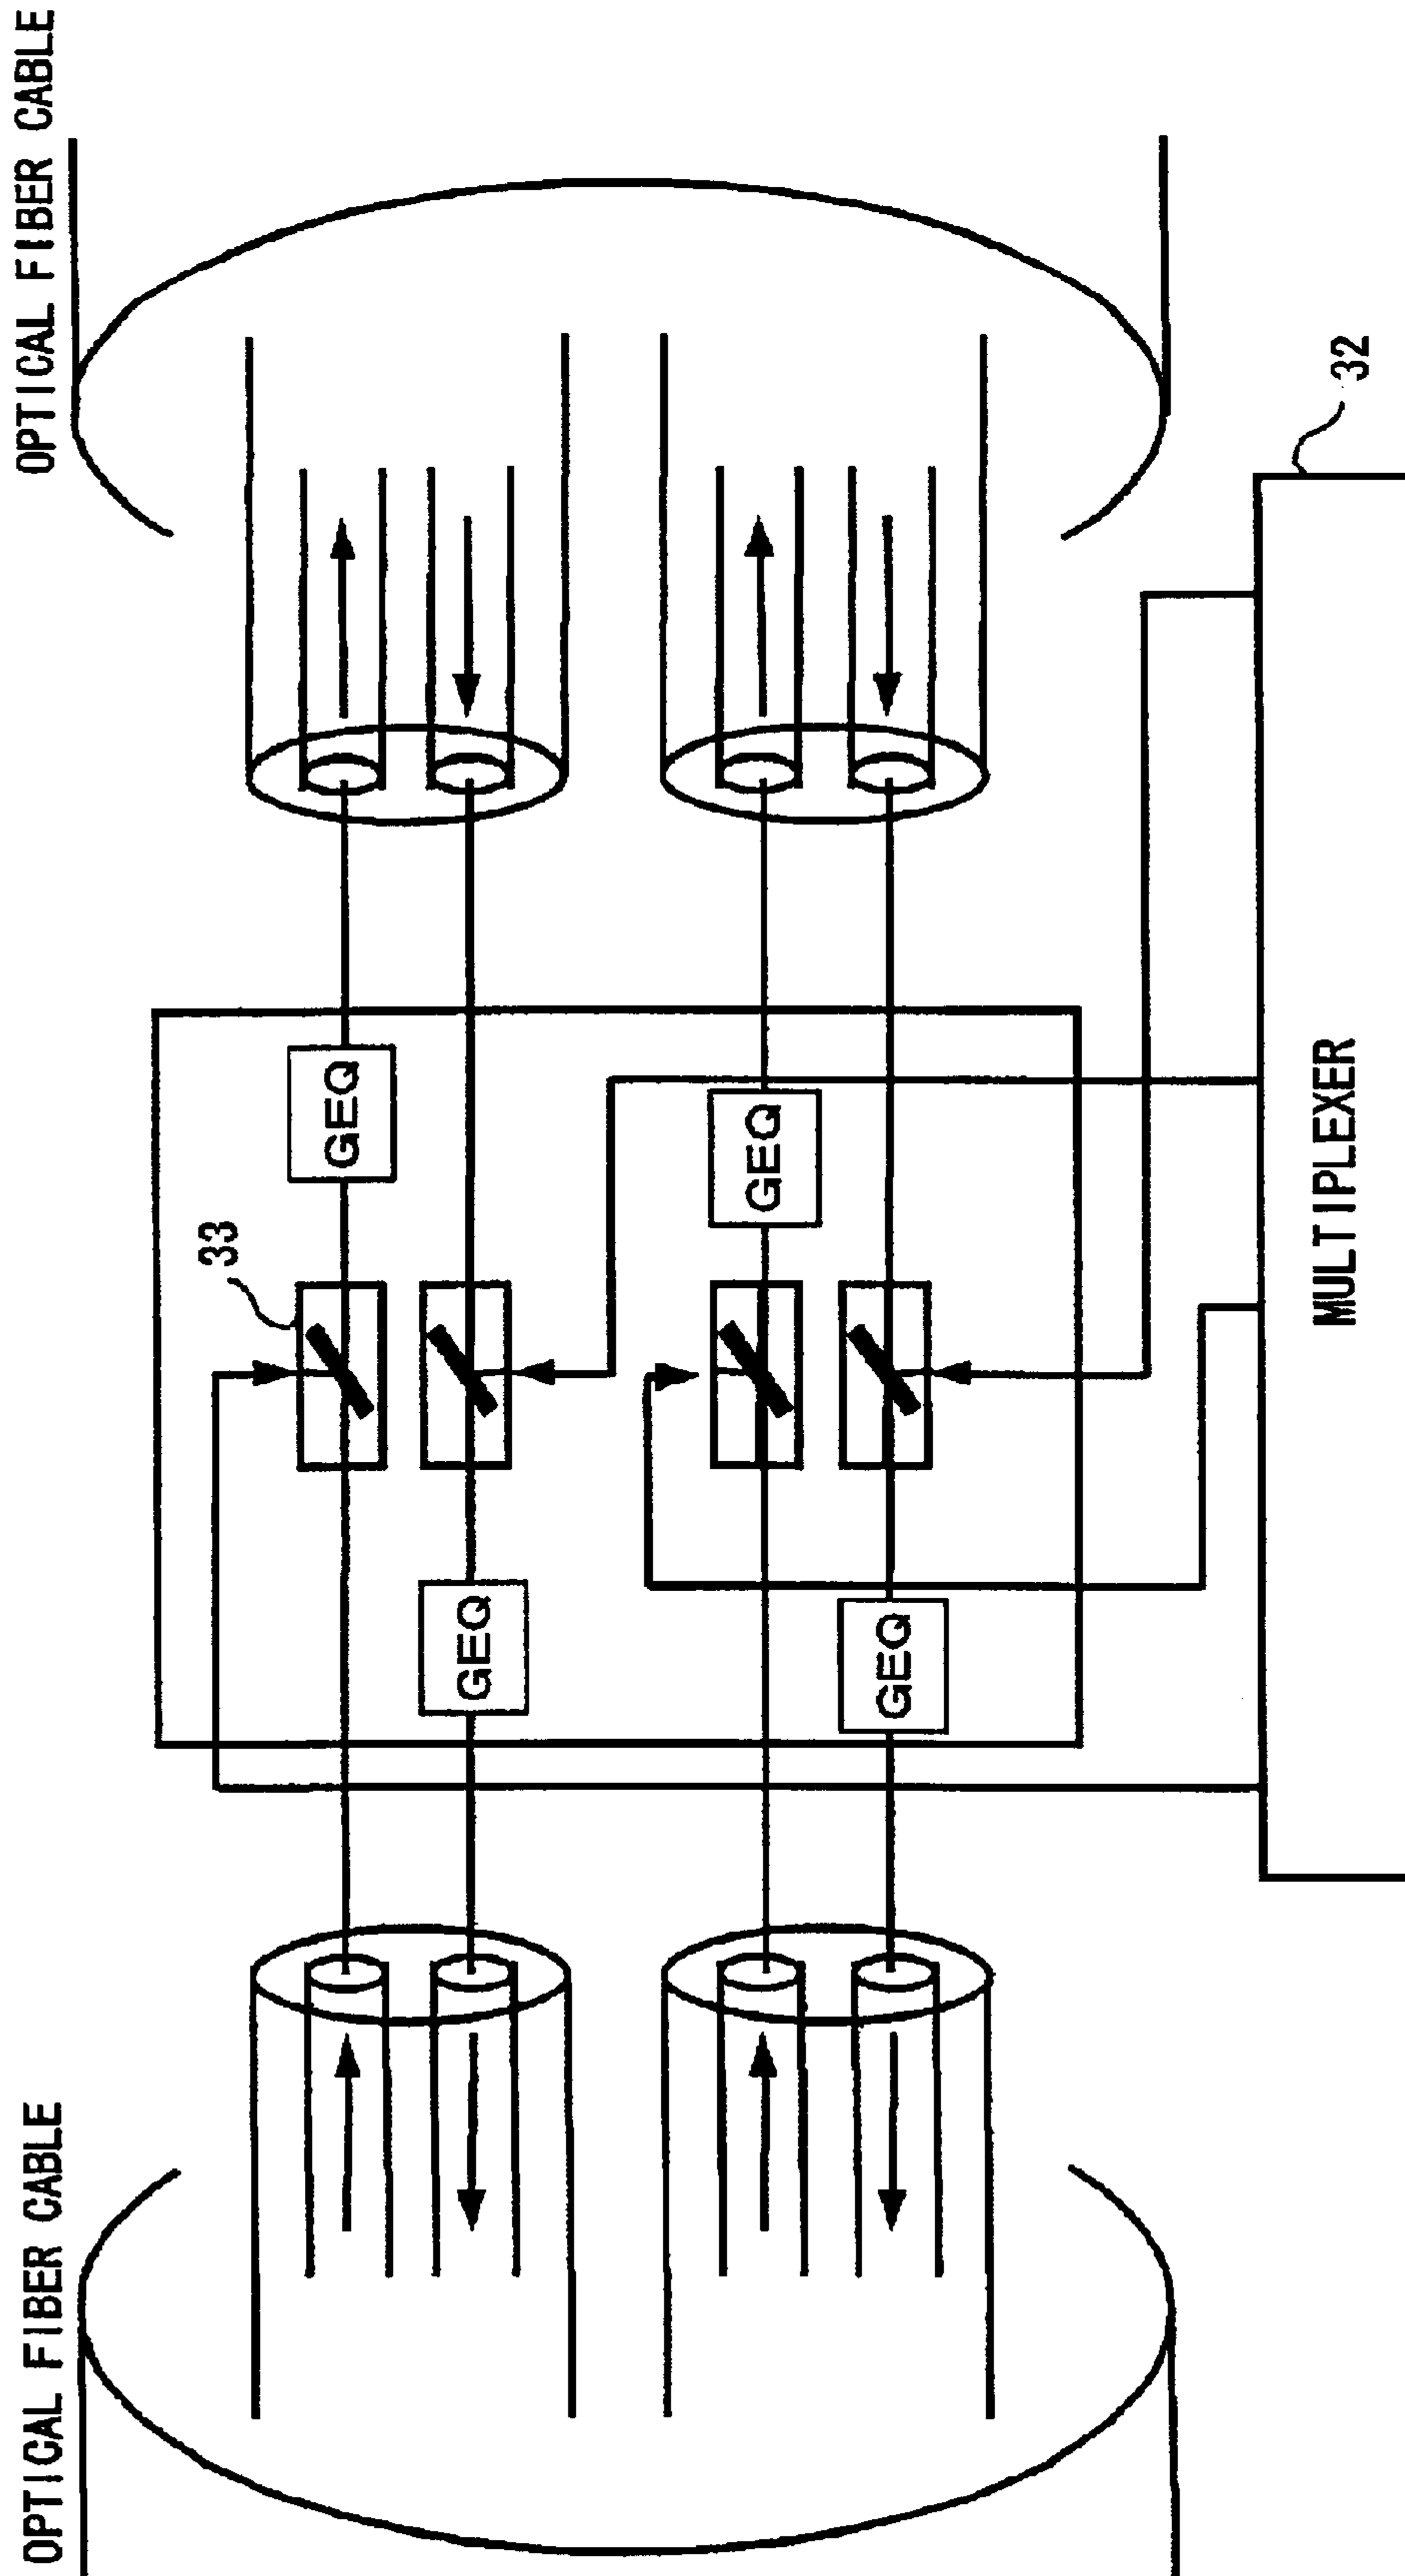 OPTICAL FIBER CABLE
OPTICAL FIBER CABLE
33
GEQ
GEQ
GEQ
GEQ
MULTIPLEXER
32